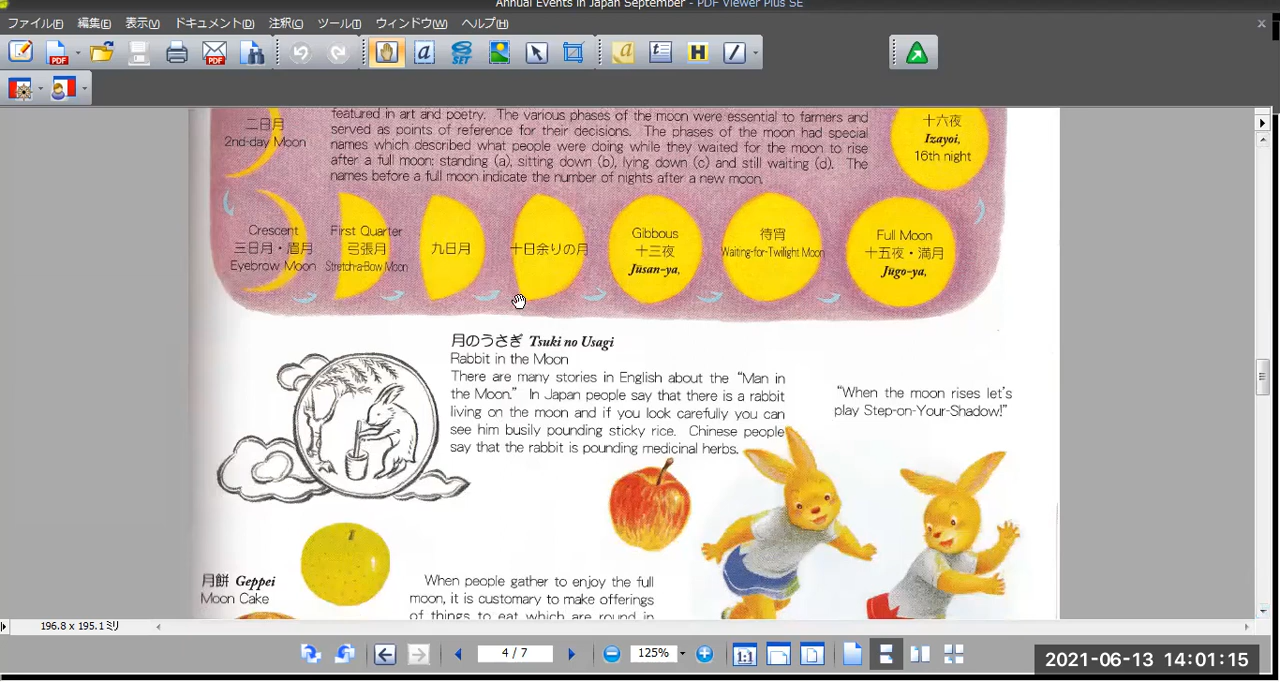 Annual Events in Japan September - PDF Viewer Plus SE
ファイル(F) 編集(E) 表示(V) ドキュメント(D) 注釈(C) ツール(T) ウィンドウ(W) ヘルプ(H)
二日月
2nd-day Moon
featured in art and poetry. The various phases of the moon were essential to farmers and
served as points of reference for their decisions. The phases of the moon had special
names which described what people were doing while they waited for the moon to rise
after a full moon: standing (a), sitting down (b), lying down (c) and still waiting (d). The
names before a full moon indicate the number of nights after a new moon.
十六夜
Izayoi,
16th night
Crescent
三日月・眉月
Eyebrow Moon
First Quarter
弓張月
Stretch-a-Bow Moon
九日月
十日余りの月
Gibbous
十三夜
Jūsan-ya,
待宵
Waiting-for-Twilight Moon
Full Moon
十五夜・満月
Jūgo-ya,
月のうさぎ Tsuki no Usagi
Rabbit in the Moon
There are many stories in English about the "Man in
the Moon." In Japan people say that there is a rabbit
living on the moon and if you look carefully you can
see him busily pounding sticky rice. Chinese people
say that the rabbit is pounding medicinal herbs.
"When the moon rises let's
play Step-on-Your-Shadow!"
月餅 Geppei
Moon Cake
When people gather to enjoy the full
moon, it is customary to make offerings
of things to eat which are round in
196.8 x 195.1 ミリ
4 / 7
125%
2021-06-13 14:01:15